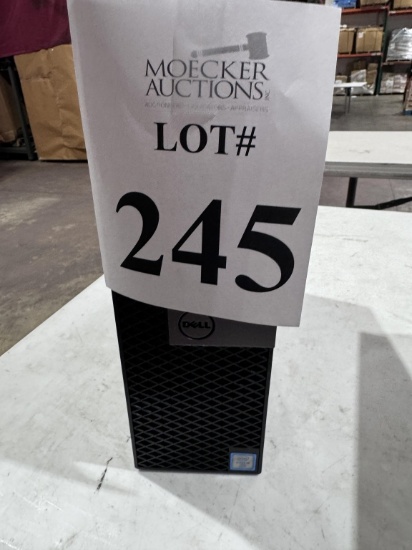 MOECKER
AUCTIONS
LOT#
245
DELL